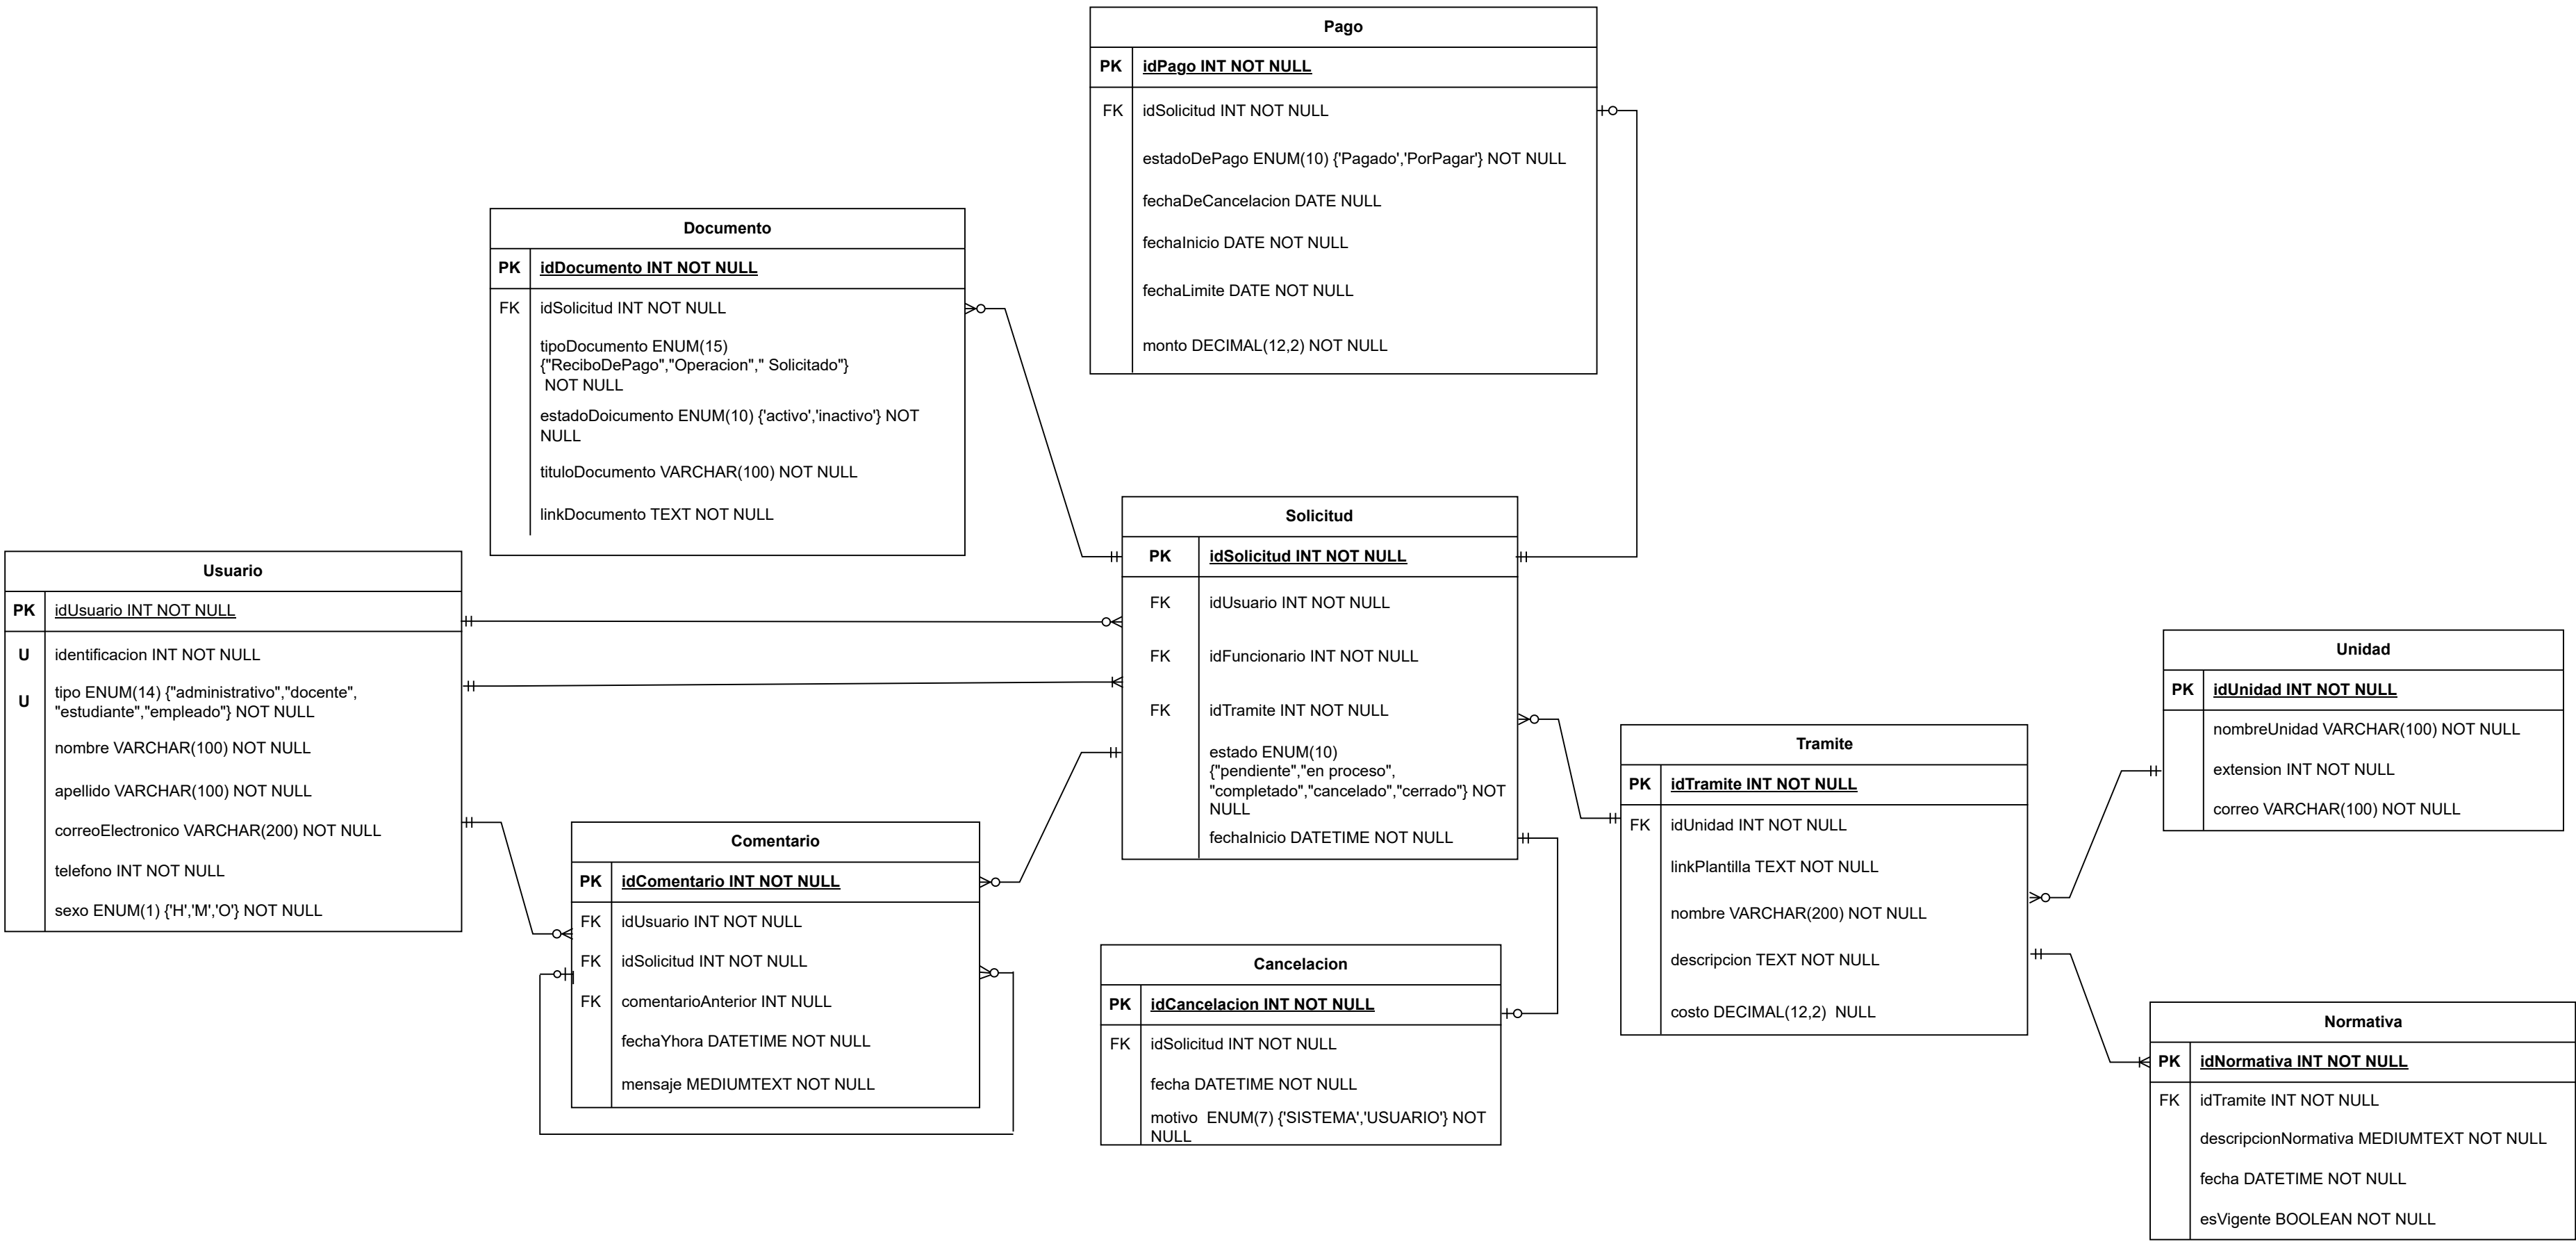 Pago
PK idPago INT NOT NULL
FK idSolicitud INT NOT NULL
estadoDePago ENUM(10) {'Pagado','PorPagar'} NOT NULL
fechaDeCancelacion DATE NULL
fechaInicio DATE NOT NULL
fechaLimite DATE NOT NULL
monto DECIMAL(12,2) NOT NULL
Documento
PK idDocumento INT NOT NULL
FK idSolicitud INT NOT NULL
tipoDocumento ENUM(15)
{"ReciboDePago","Operacion"," Solicitado"}
NOT NULL
estadoDoicumento ENUM(10) {'activo','inactivo'} NOT
NULL
tituloDocumento VARCHAR(100) NOT NULL
linkDocumento TEXT NOT NULL
Solicitud
PK idSolicitud INT NOT NULL
FK idUsuario INT NOT NULL
FK idFuncionario INT NOT NULL
FK idTramite INT NOT NULL
estado ENUM(10)
{"pendiente","en proceso",
"completado","cancelado","cerrado"} NOT
NULL
fechaInicio DATETIME NOT NULL
Usuario
PK idUsuario INT NOT NULL
U identificacion INT NOT NULL
U tipo ENUM(14) {"administrativo","docente",
"estudiante","empleado"} NOT NULL
nombre VARCHAR(100) NOT NULL
apellido VARCHAR(100) NOT NULL
correoElectronico VARCHAR(200) NOT NULL
telefono INT NOT NULL
sexo ENUM(1) {'H','M','O'} NOT NULL
Comentario
PK idComentario INT NOT NULL
FK idUsuario INT NOT NULL
FK idSolicitud INT NOT NULL
FK comentarioAnterior INT NULL
fechaYhora DATETIME NOT NULL
mensaje MEDIUMTEXT NOT NULL
Cancelacion
PK idCancelacion INT NOT NULL
FK idSolicitud INT NOT NULL
fecha DATETIME NOT NULL
motivo ENUM(7) {'SISTEMA','USUARIO'} NOT
NULL
Tramite
PK idTramite INT NOT NULL
FK idUnidad INT NOT NULL
linkPlantilla TEXT NOT NULL
nombre VARCHAR(200) NOT NULL
descripcion TEXT NOT NULL
costo DECIMAL(12,2) NULL
Unidad
PK idUnidad INT NOT NULL
nombreUnidad VARCHAR(100) NOT NULL
extension INT NOT NULL
correo VARCHAR(100) NOT NULL
Normativa
PK idNormativa INT NOT NULL
FK idTramite INT NOT NULL
descripcionNormativa MEDIUMTEXT NOT NULL
fecha DATETIME NOT NULL
esVigente BOOLEAN NOT NULL